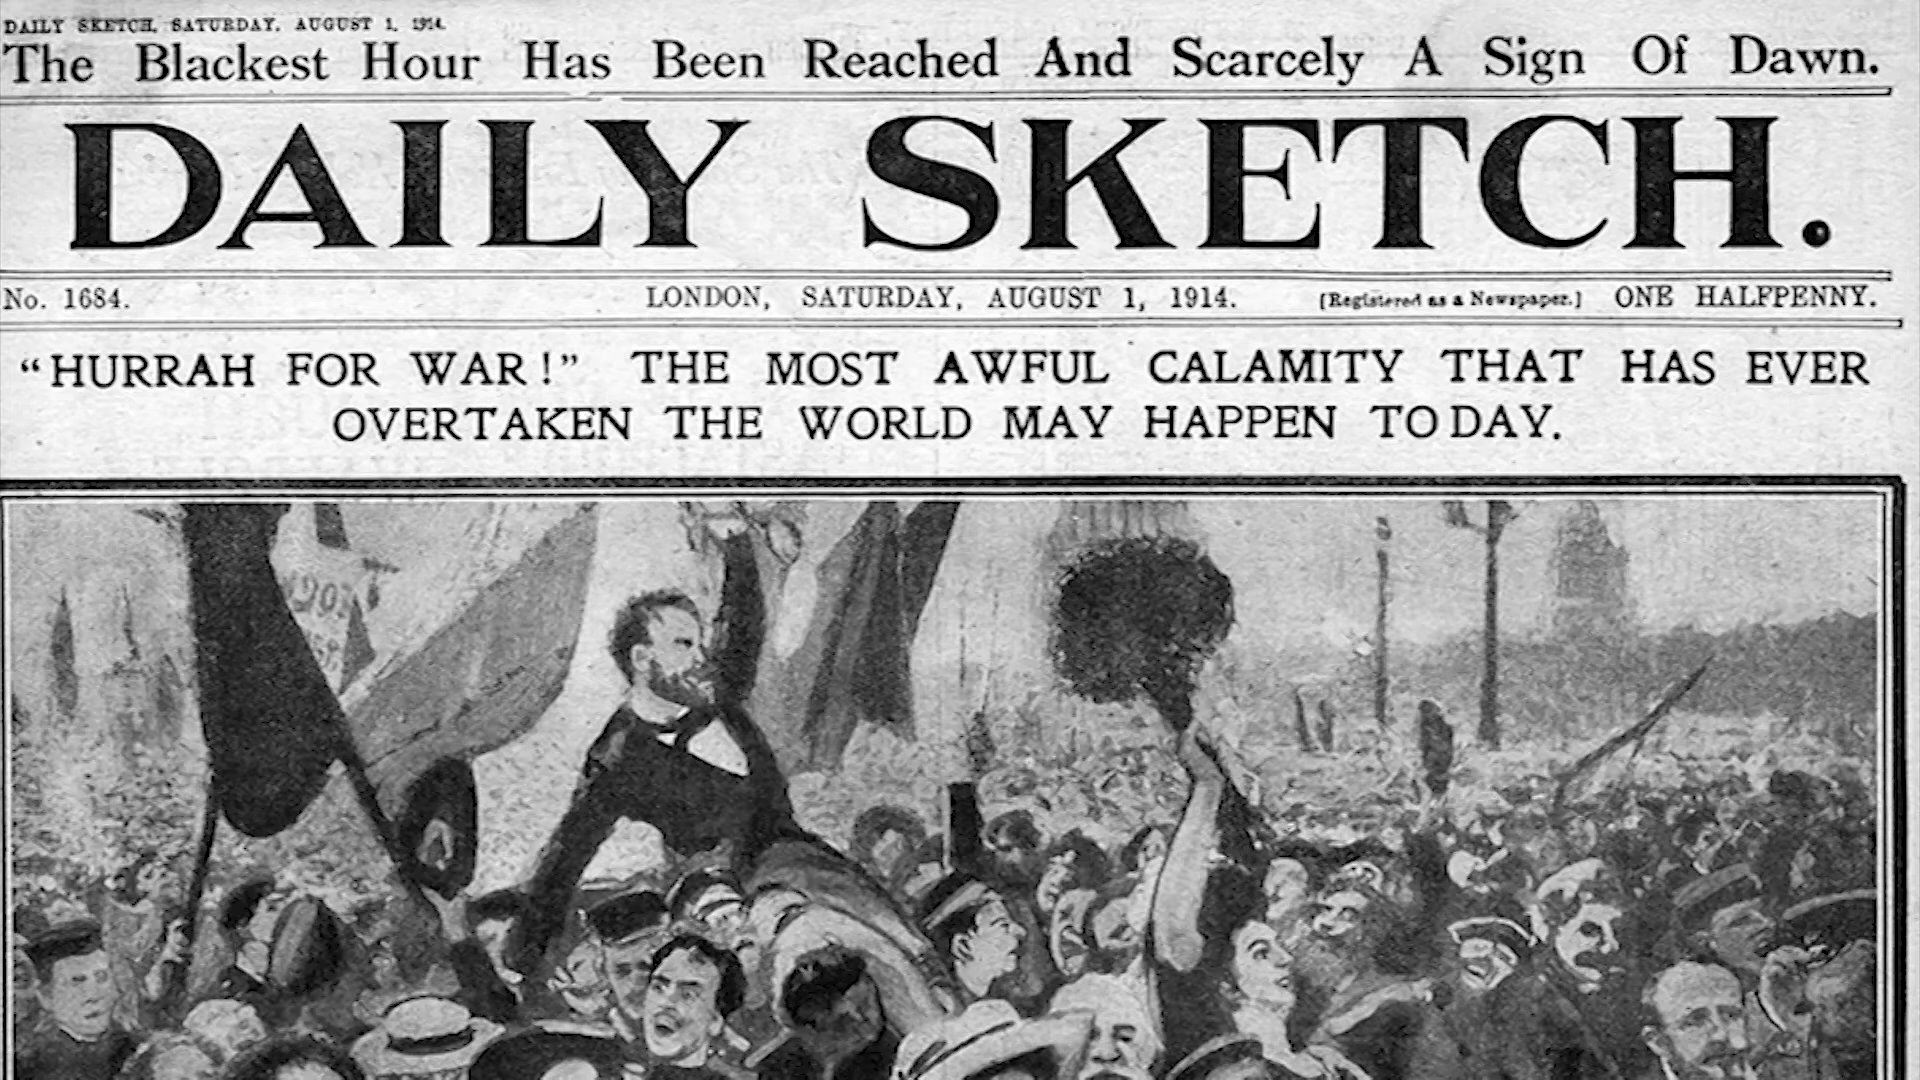 DAILY SKETCH, SATURDAY, AUGUST 1, 1914.
The Blackest Hour Has Been Reached And Scarcely A Sign Of Dawn.
DAILY SKETCH.
No. 1684. LONDON, SATURDAY, AUGUST 1, 1914. [Registered as a Newspaper.] ONE HALFPENNY.
“HURRAH FOR WAR!” THE MOST AWFUL CALAMITY THAT HAS EVER
OVERTAKEN THE WORLD MAY HAPPEN TO DAY.